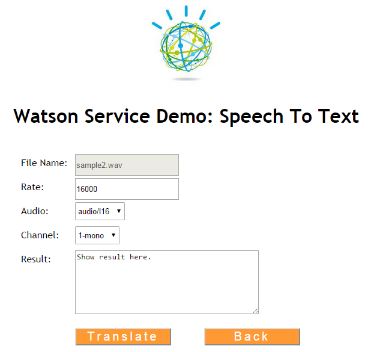 Watson Service Demo: Speech To Text
File Name: sample2.wav
Rate: 16000
Audio: audio/l16
Channel: 1-mono
Result: Show result here.
Translate Back